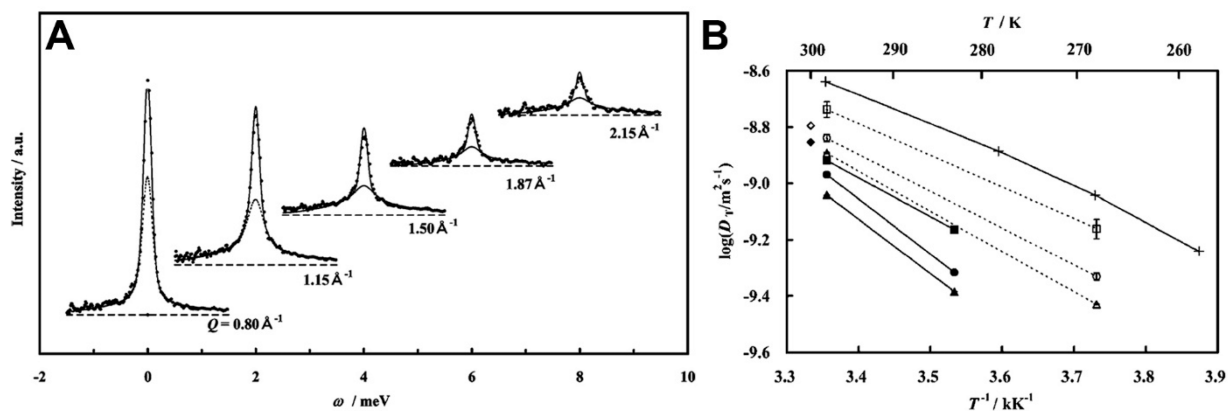 A
Intensity / a.u.
Q = 0.80 Å⁻¹
1.15 Å⁻¹
1.50 Å⁻¹
1.87 Å⁻¹
2.15 Å⁻¹
-2 0 2 4 6 8 10
ω / meV
B
T / K
300 290 280 270 260
-8.6
-8.8
-9.0
-9.2
-9.4
-9.6
log(D_T/m²s⁻¹)
3.3 3.4 3.5 3.6 3.7 3.8 3.9
T⁻¹ / kK⁻¹